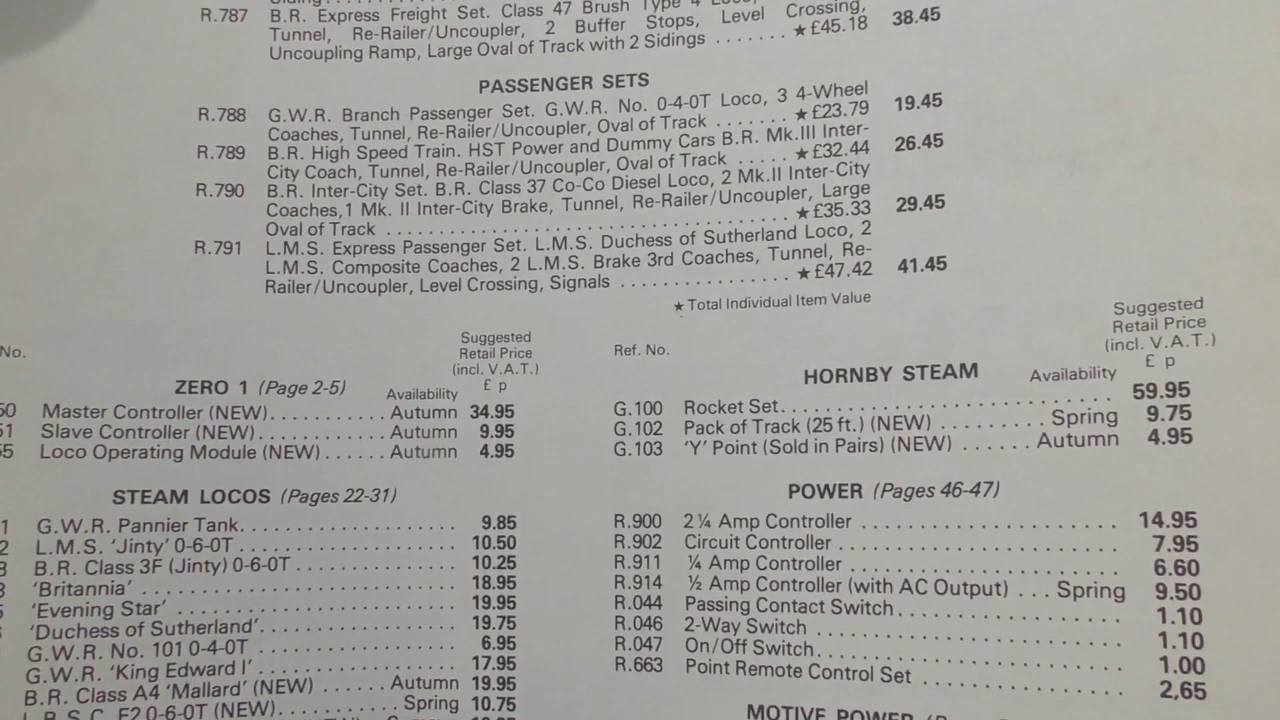 R.787 B.R. Express Freight Set. Class 47 Brush Type 4 Loco,
Tunnel, Re-Railer/Uncoupler, 2 Buffer Stops, Level Crossing,
Uncoupling Ramp, Large Oval of Track with 2 Sidings ....... ★£45.18 38.45
PASSENGER SETS
R.788 G.W.R. Branch Passenger Set. G.W.R. No. 0-4-0T Loco, 3 4-Wheel
Coaches, Tunnel, Re-Railer/Uncoupler, Oval of Track ....... ★£23.79 19.45
R.789 B.R. High Speed Train. HST Power and Dummy Cars B.R. Mk.III Inter-
City Coach, Tunnel, Re-Railer/Uncoupler, Oval of Track ..... ★£32.44 26.45
R.790 B.R. Inter-City Set. B.R. Class 37 Co-Co Diesel Loco, 2 Mk.II Inter-City
Coaches,1 Mk. II Inter-City Brake, Tunnel, Re-Railer/Uncoupler, Large
Oval of Track ........................................ ★£35.33 29.45
R.791 L.M.S. Express Passenger Set. L.M.S. Duchess of Sutherland Loco, 2
L.M.S. Composite Coaches, 2 L.M.S. Brake 3rd Coaches, Tunnel, Re-
Railer/Uncoupler, Level Crossing, Signals ................ ★£47.42 41.45
★Total Individual Item Value
No.
Suggested
Retail Price
(incl. V.A.T.)
£ p
ZERO 1 (Page 2-5) Availability
50 Master Controller (NEW)............ Autumn 34.95
51 Slave Controller (NEW)............. Autumn 9.95
55 Loco Operating Module (NEW)...... Autumn 4.95
STEAM LOCOS (Pages 22-31)
1 G.W.R. Pannier Tank...................... 9.85
2 L.M.S. ‘Jinty’ 0-6-0T ...................... 10.50
3 B.R. Class 3F (Jinty) 0-6-0T ................ 10.25
‘Britannia’ ................................ 18.95
‘Evening Star’ ............................ 19.95
‘Duchess of Sutherland’.................... 19.75
G.W.R. No. 101 0-4-0T ..................... 6.95
G.W.R. ‘King Edward I’ .................... 17.95
B.R. Class A4 ‘Mallard’ (NEW) ...... Autumn 19.95
L.B.S.C. E2 0-6-0T (NEW)........... Spring 10.75
Ref. No.
Suggested
Retail Price
(incl. V.A.T.)
£ p
HORNBY STEAM Availability
G.100 Rocket Set.................................. 59.95
G.102 Pack of Track (25 ft.) (NEW) ......... Spring 9.75
G.103 ‘Y’ Point (Sold in Pairs) (NEW) ...... Autumn 4.95
POWER (Pages 46-47)
R.900 2¼ Amp Controller ........................ 14.95
R.902 Circuit Controller .......................... 7.95
R.911 ¼ Amp Controller ......................... 6.60
R.914 ½ Amp Controller (with AC Output) ... Spring 9.50
R.044 Passing Contact Switch..................... 1.10
R.046 2-Way Switch ............................. 1.10
R.047 On/Off Switch............................. 1.00
R.663 Point Remote Control Set .................. 2,65
MOTIVE POWER